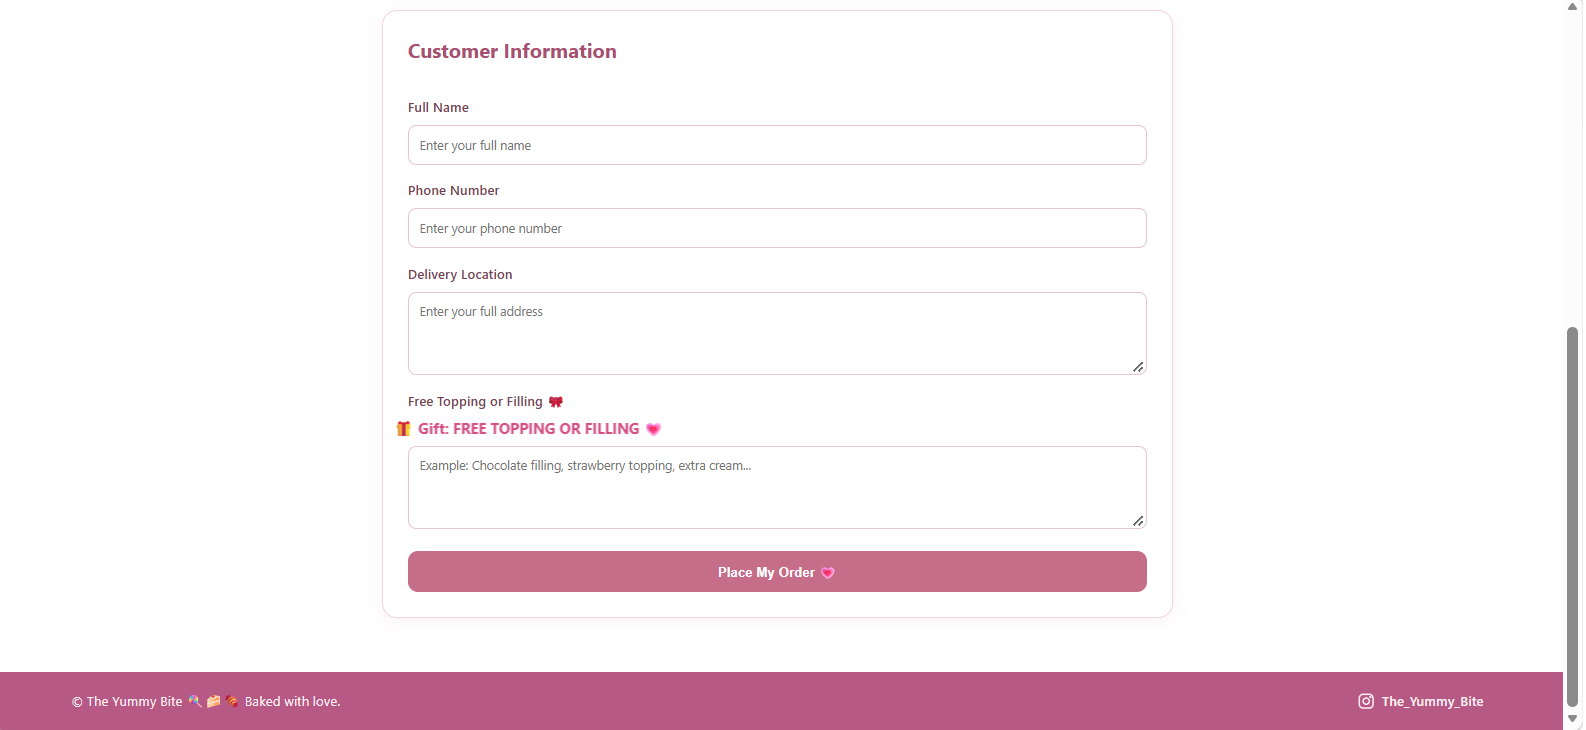 Customer Information
Full Name
Enter your full name
Phone Number
Enter your phone number
Delivery Location
Enter your full address
Free Topping or Filling 🎀
🎁 Gift: FREE TOPPING OR FILLING 💗
Example: Chocolate filling, strawberry topping, extra cream...
Place My Order 💗
© The Yummy Bite 🍭🍰🍫 Baked with love.
The_Yummy_Bite